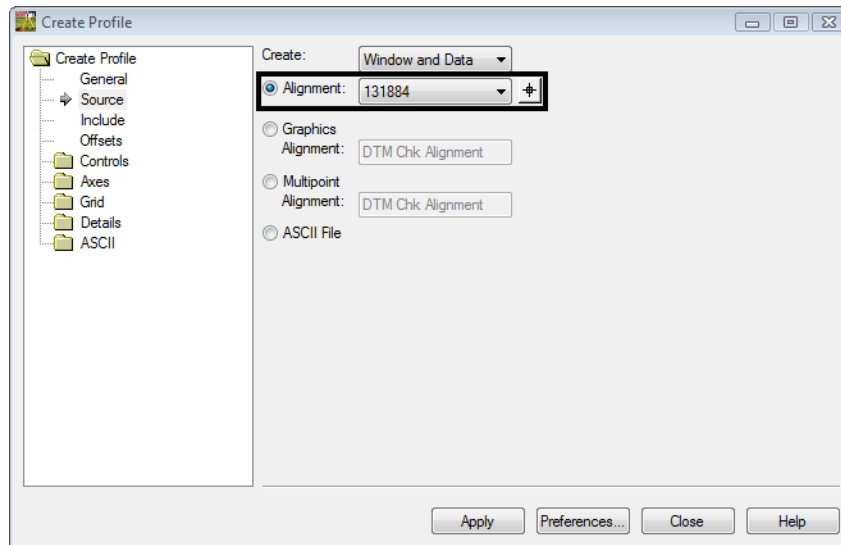 Create Profile
Create Profile
General
Source
Include
Offsets
Controls
Axes
Grid
Details
ASCII
Create: Window and Data
Alignment: 131884
Graphics
Alignment: DTM Chk Alignment
Multipoint
Alignment: DTM Chk Alignment
ASCII File
Apply Preferences... Close Help